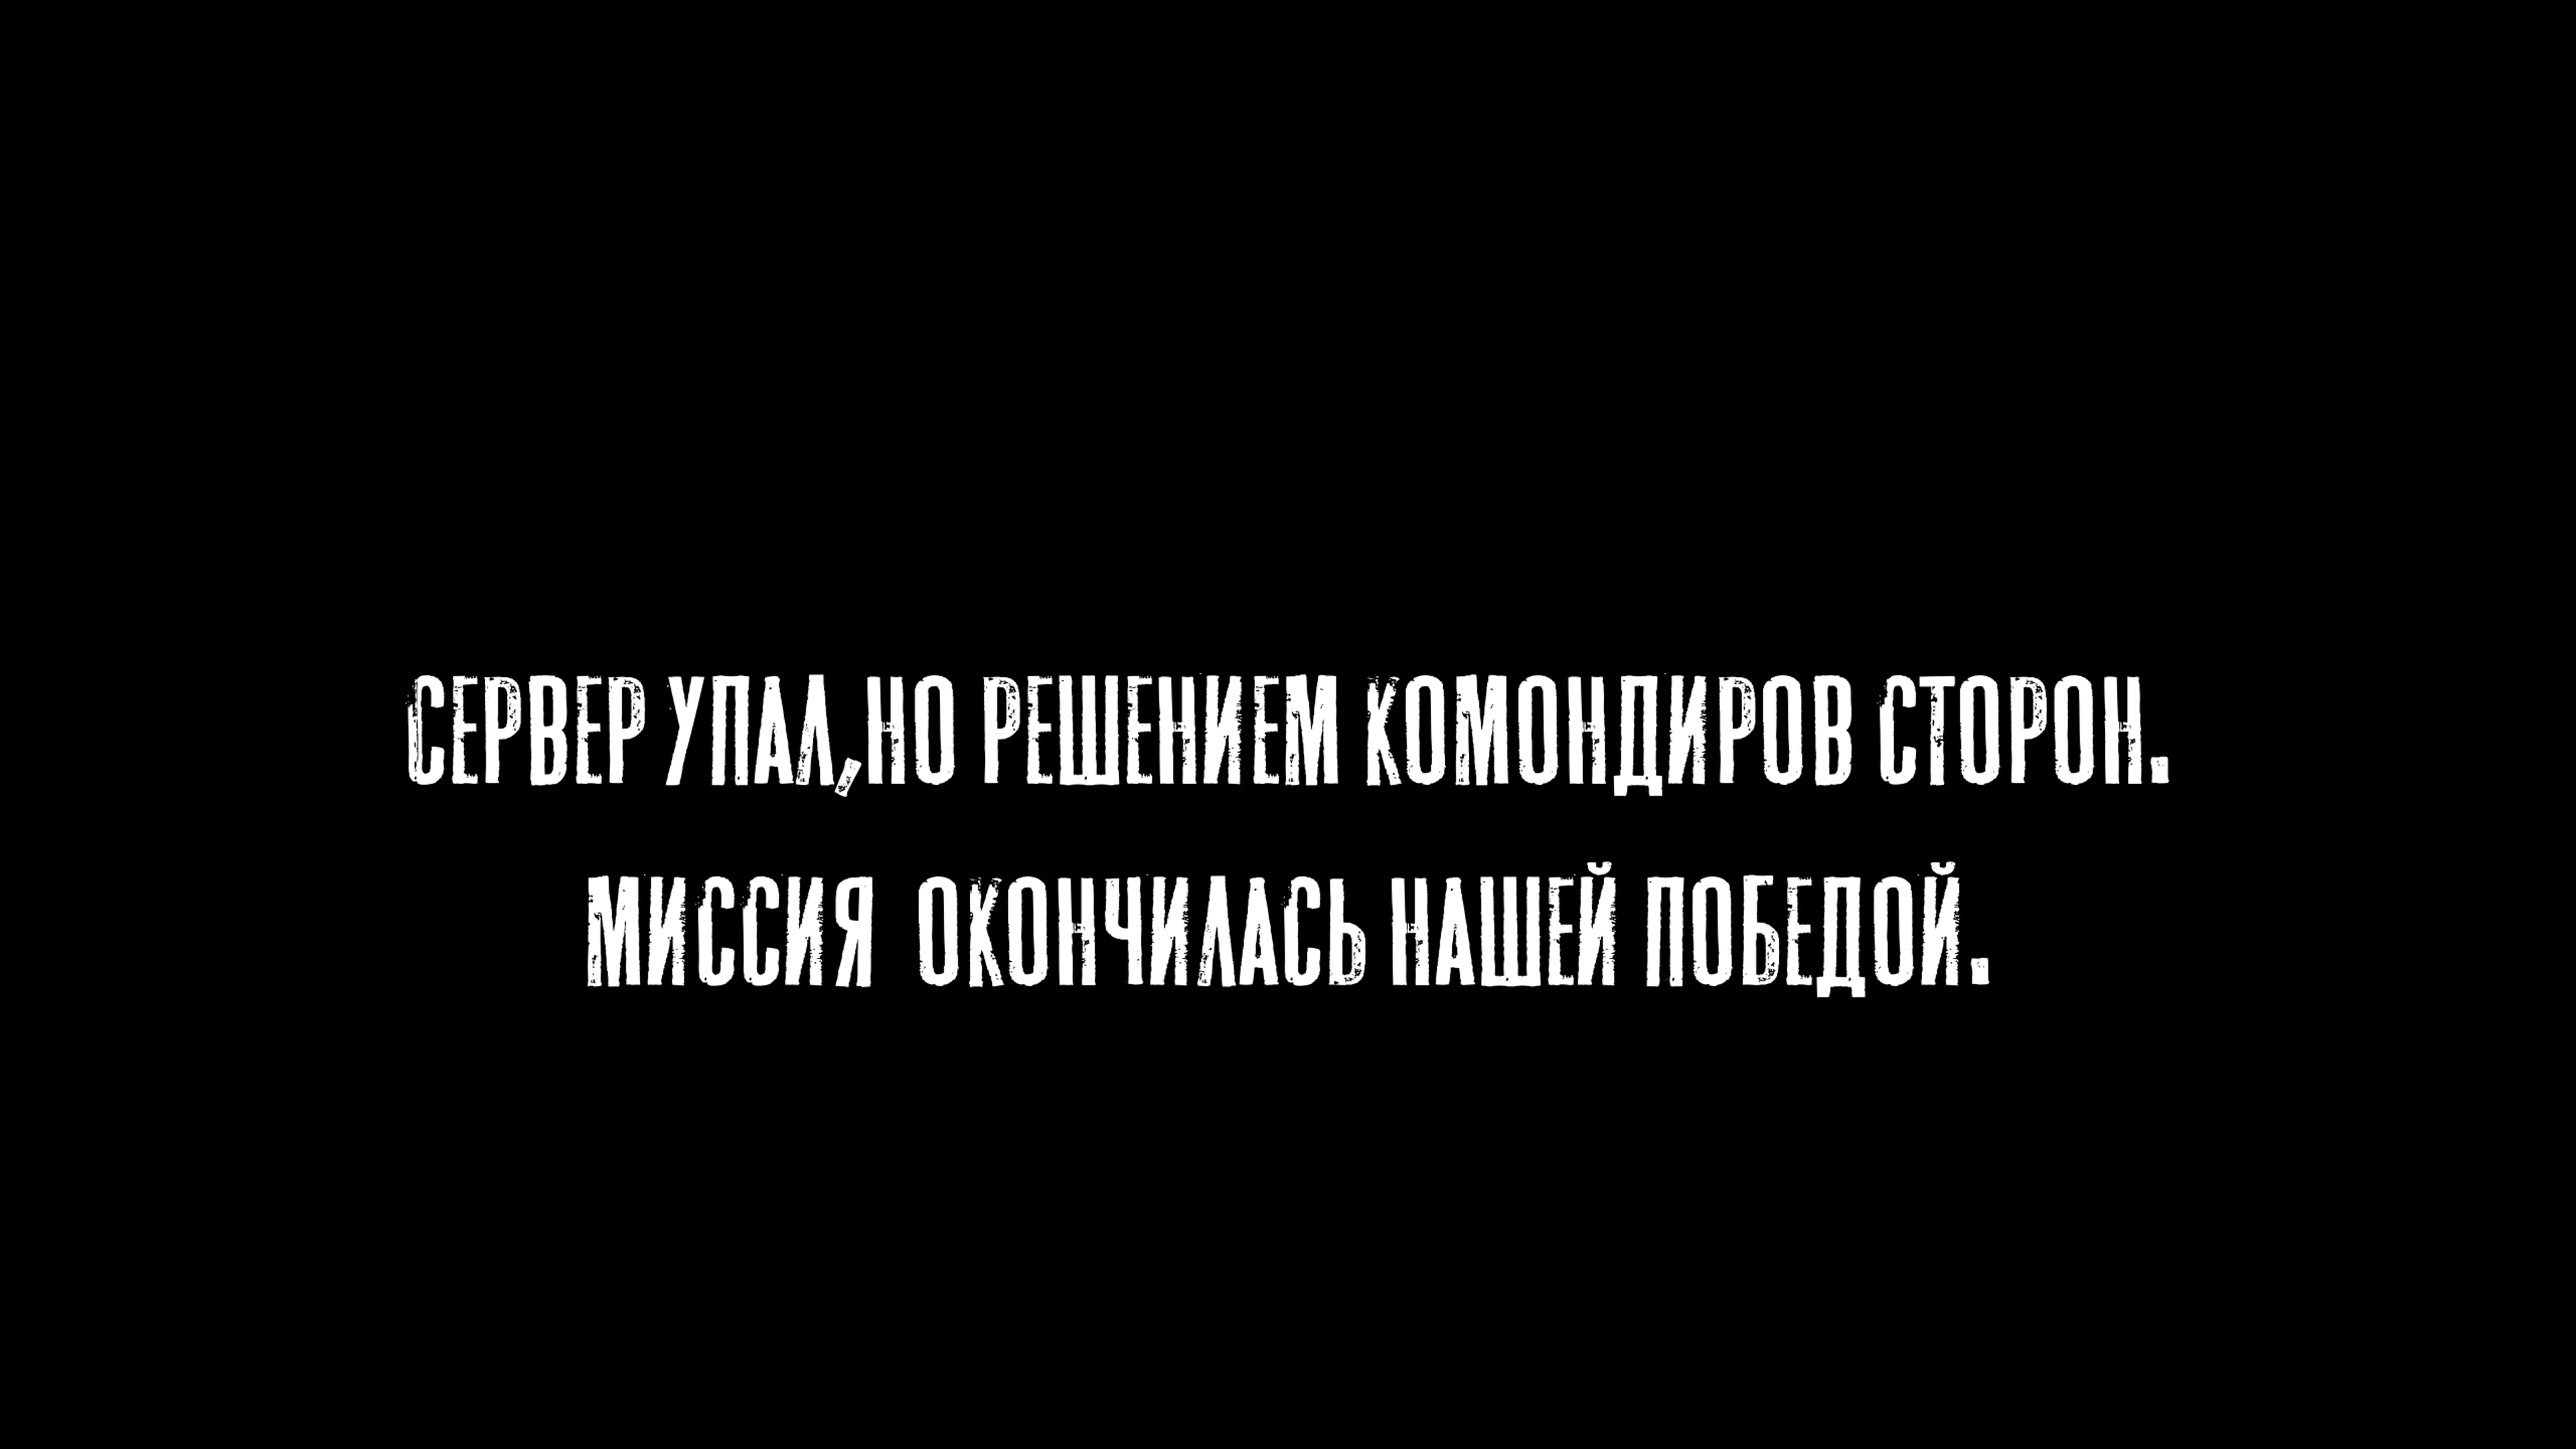 СЕРВЕР УПАЛ,НО РЕШЕНИЕМ КОМОНДИРОВ СТОРОН.
МИССИЯ  ОКОНЧИЛАСЬ НАШЕЙ ПОБЕДОЙ.